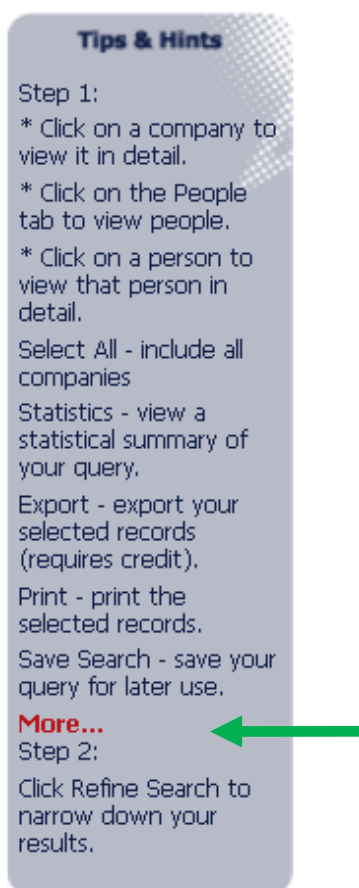 Tips & Hints
Step 1:
* Click on a company to
view it in detail.
* Click on the People
tab to view people.
* Click on a person to
view that person in
detail.
Select All - include all
companies
Statistics - view a
statistical summary of
your query.
Export - export your
selected records
(requires credit).
Print - print the
selected records.
Save Search - save your
query for later use.
More...
Step 2:
Click Refine Search to
narrow down your
results.